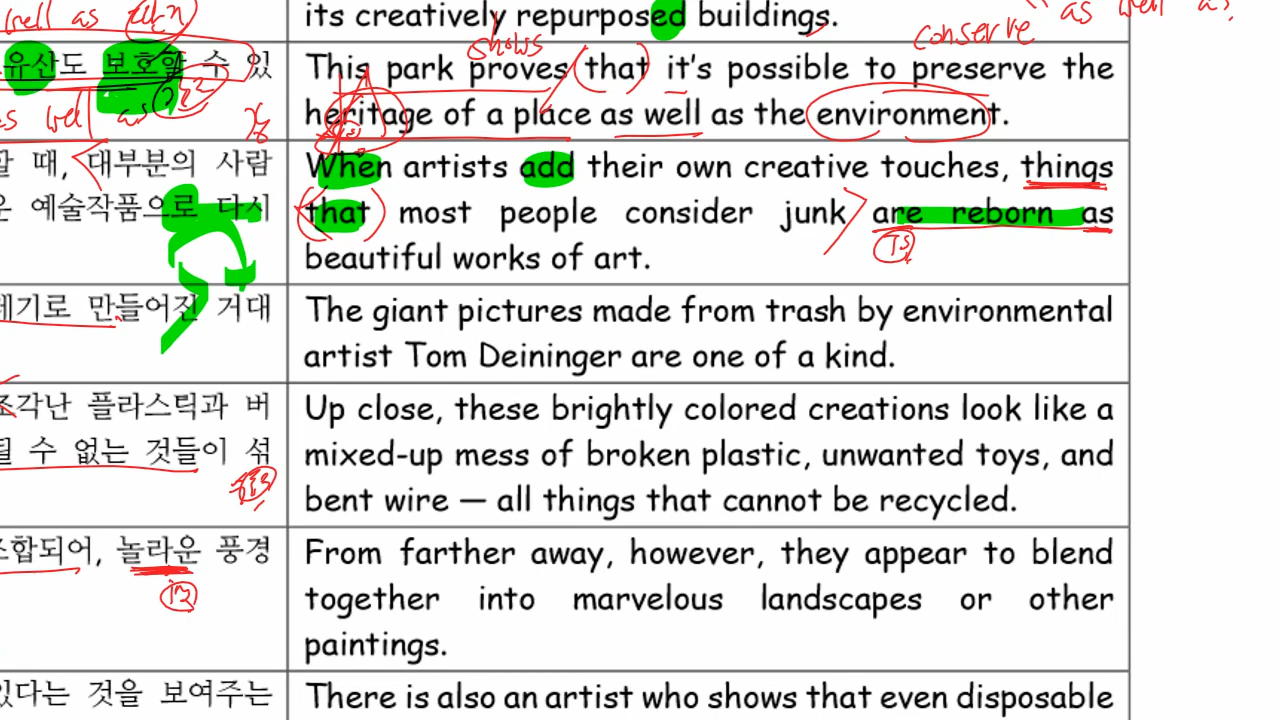 well as
its creatively repurposed buildings.
as well as
shows
conserve
유산도 보호할 수 있
This park proves that it's possible to preserve the
heritage of a place as well as the environment.
as well as
할 때, 대부분의 사람
When artists add their own creative touches, things
은 예술작품으로 다시
that most people consider junk are reborn as
beautiful works of art.
레기로 만들어진 거대
The giant pictures made from trash by environmental
artist Tom Deininger are one of a kind.
조각난 플라스틱과 버
Up close, these brightly colored creations look like a
될 수 없는 것들이 섞
mixed-up mess of broken plastic, unwanted toys, and
bent wire — all things that cannot be recycled.
조합되어, 놀라운 풍경
From farther away, however, they appear to blend
together into marvelous landscapes or other
paintings.
있다는 것을 보여주는
There is also an artist who shows that even disposable